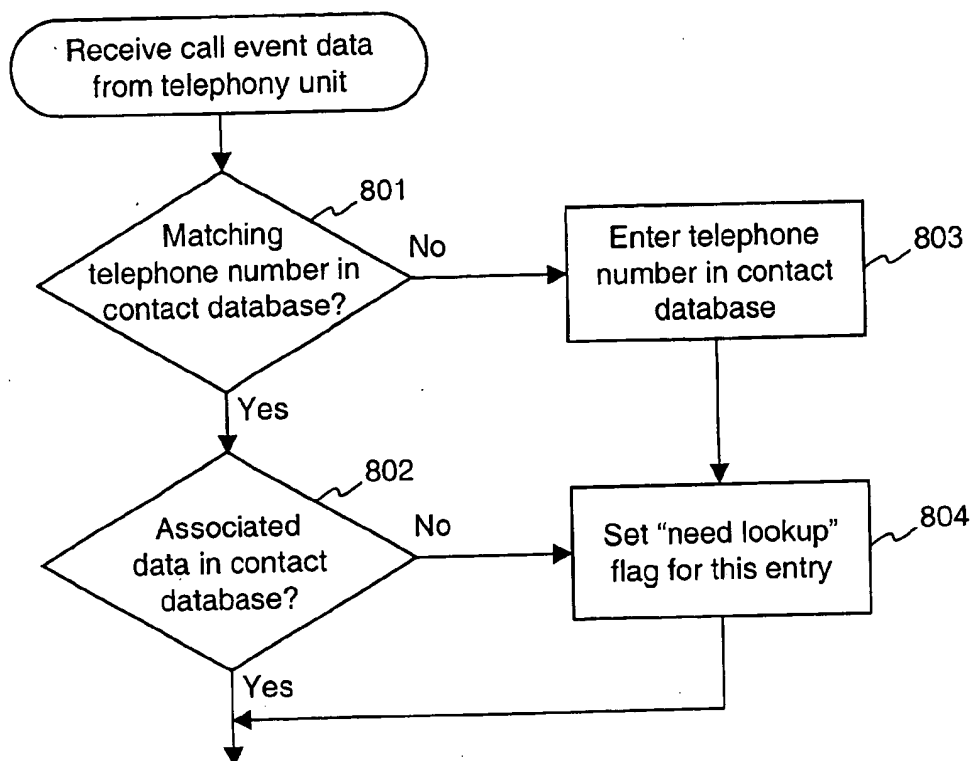 Receive call event data
from telephony unit
801
Matching
telephone number in
contact database?
No
Enter telephone
number in contact
database
803
Yes
802
Associated
data in contact
database?
No
Set “need lookup”
flag for this entry
804
Yes